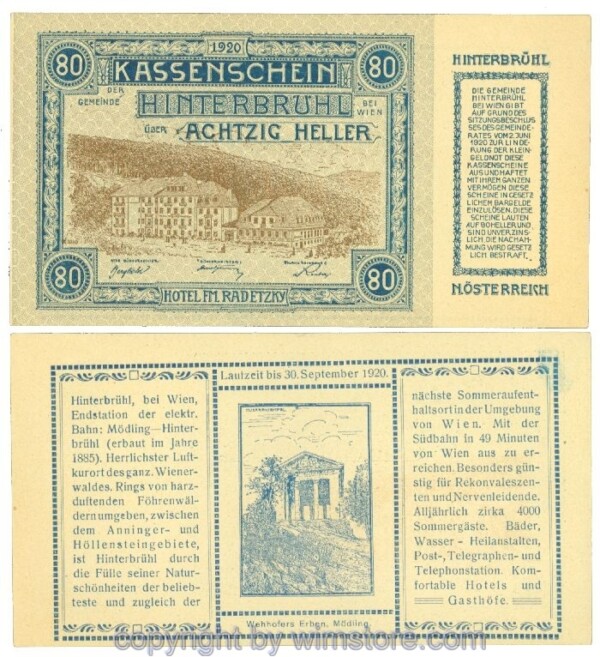 1920
80
80
KASSENSCHEIN
DER
GEMEINDE
HINTERBRÜHL
BEI
WIEN
ÜBER
ACHTZIG HELLER
80
80
HOTEL FM. RADETZKY
HINTERBRÜHL
DIE GEMEINDE
HINTERBRÜHL
BEI WIEN GIBT
AUF GRUND DES
SITZUNGSBESCHLUS
SES DES GEMEINDE-
RATES VOM 2. JUNI
1920 ZUR LINDE
RUNG DER KLEIN-
GELDNOT DIESE
KASSENSCHEINE
AUS UND HAFTET
MIT IHREM GANZEN
VERMÖGEN DIESE
SCHEINE IN GESETZ
LICHEM BARGELDE
EINZULÖSEN. DIESE
SCHEINE LAUTEN
AUF 80 HELLER UND
SIND UNVERZINS-
LICH. DIE NACHAH-
MUNG WIRD GESETZ
LICH BESTRAFT.
N.ÖSTERREICH
Laufzeit bis 30. September 1920.
Hinterbrühl, bei Wien,
Endstation der elektr.
Bahn: Mödling—Hinter-
brühl (erbaut im Jahre
1885). Herrlichster Luft-
kurort des ganz. Wiener-
waldes. Rings von harz-
duftenden Föhrenwäl-
dern umgeben, zwischen
dem Anninger- und
Höllensteingebiete,
ist Hinterbrühl durch
die Fülle seiner Natur-
schönheiten der belieb-
teste und zugleich der
nächste Sommeraufent-
haltsort in der Umgebung
von Wien. Mit der
Südbahn in 49 Minuten
von Wien aus zu er-
reichen. Besonders gün-
stig für Rekonvaleszen-
ten und Nervenleidende.
Alljährlich zirka 4000
Sommergäste. Bäder,
Wasser - Heilanstalten,
Post-, Telegraphen- und
Telephonstation. Kom-
fortable Hotels und
Gasthöfe.
Wehhofers Erben, Mödling.
copyright by wimstore.com